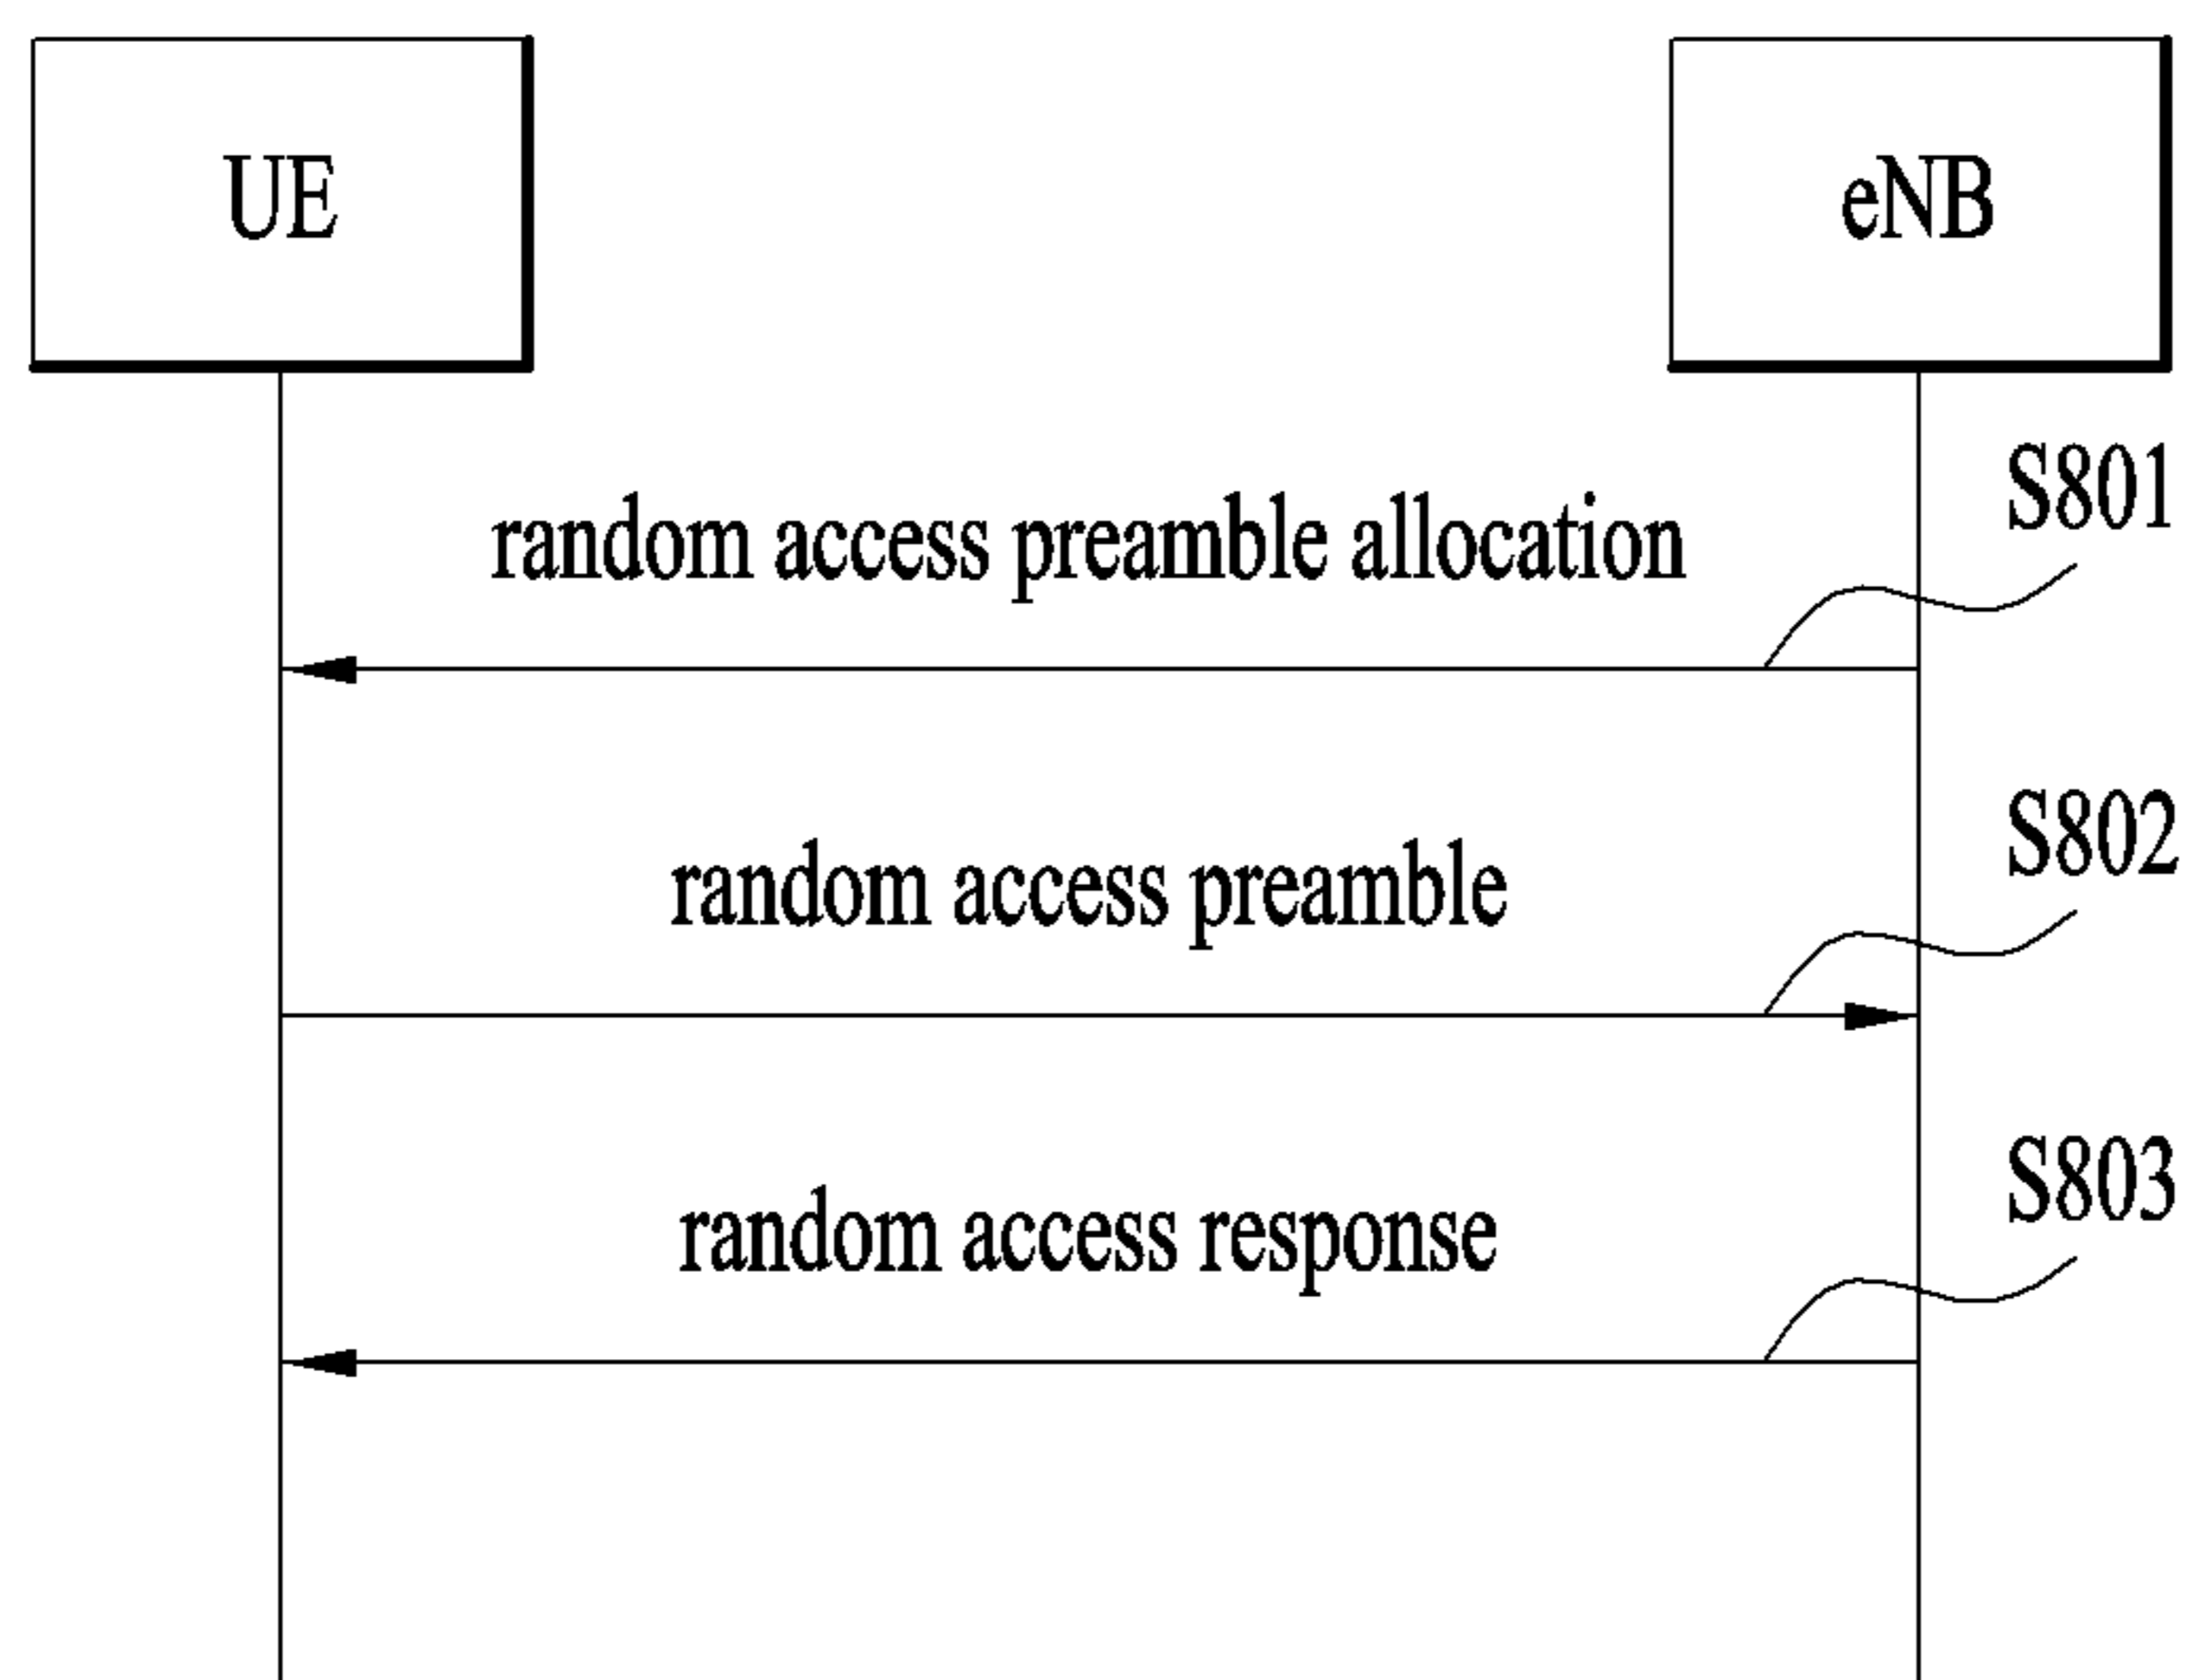 UE
eNB
S801
random access preamble allocation
S802
random access preamble
S803
random access response